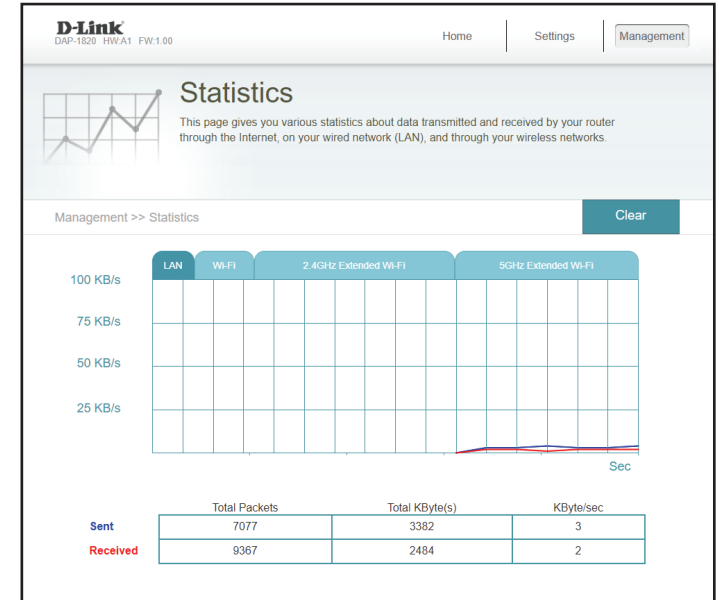 D-Link
DAP-1820 HW:A1 FW:1.00
Home Settings Management
Statistics
This page gives you various statistics about data transmitted and received by your router
through the Internet, on your wired network (LAN), and through your wireless networks.
Management >> Statistics
Clear
LAN Wi-Fi 2.4GHz Extended Wi-Fi 5GHz Extended Wi-Fi
100 KB/s
75 KB/s
50 KB/s
25 KB/s
Sec
Total Packets Total KByte(s) KByte/sec
Sent 7077 3382 3
Received 9367 2484 2